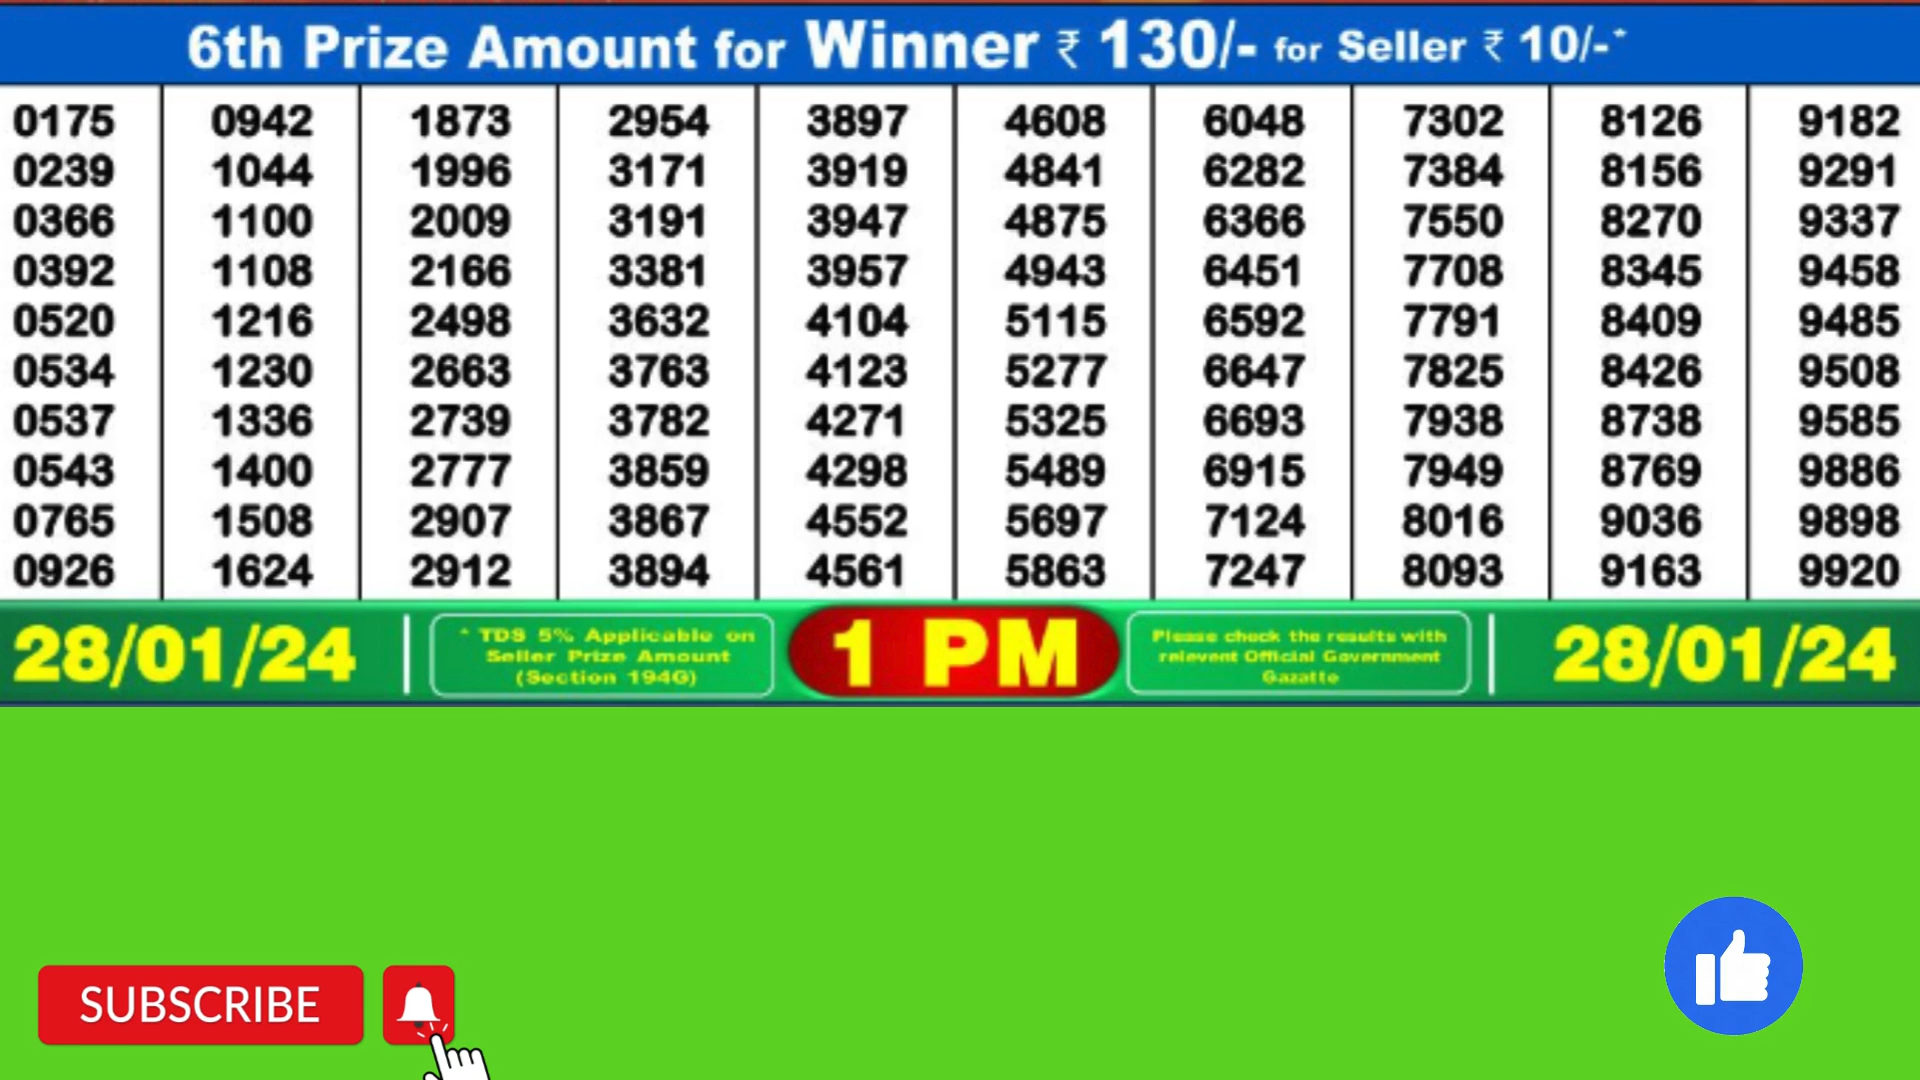 6th Prize Amount for Winner ₹ 130/- for Seller ₹ 10/-*
0175 0942 1873 2954 3897 4608 6048 7302 8126 9182
0239 1044 1996 3171 3919 4841 6282 7384 8156 9291
0366 1100 2009 3191 3947 4875 6366 7550 8270 9337
0392 1108 2166 3381 3957 4943 6451 7708 8345 9458
0520 1216 2498 3632 4104 5115 6592 7791 8409 9485
0534 1230 2663 3763 4123 5277 6647 7825 8426 9508
0537 1336 2739 3782 4271 5325 6693 7938 8738 9585
0543 1400 2777 3859 4298 5489 6915 7949 8769 9886
0765 1508 2907 3867 4552 5697 7124 8016 9036 9898
0926 1624 2912 3894 4561 5863 7247 8093 9163 9920
28/01/24
* TDS 5% Applicable on
Seller Prize Amount
(Section 194G)
1 PM
Please check the results with
relevent Official Government
Gazatte
28/01/24
SUBSCRIBE